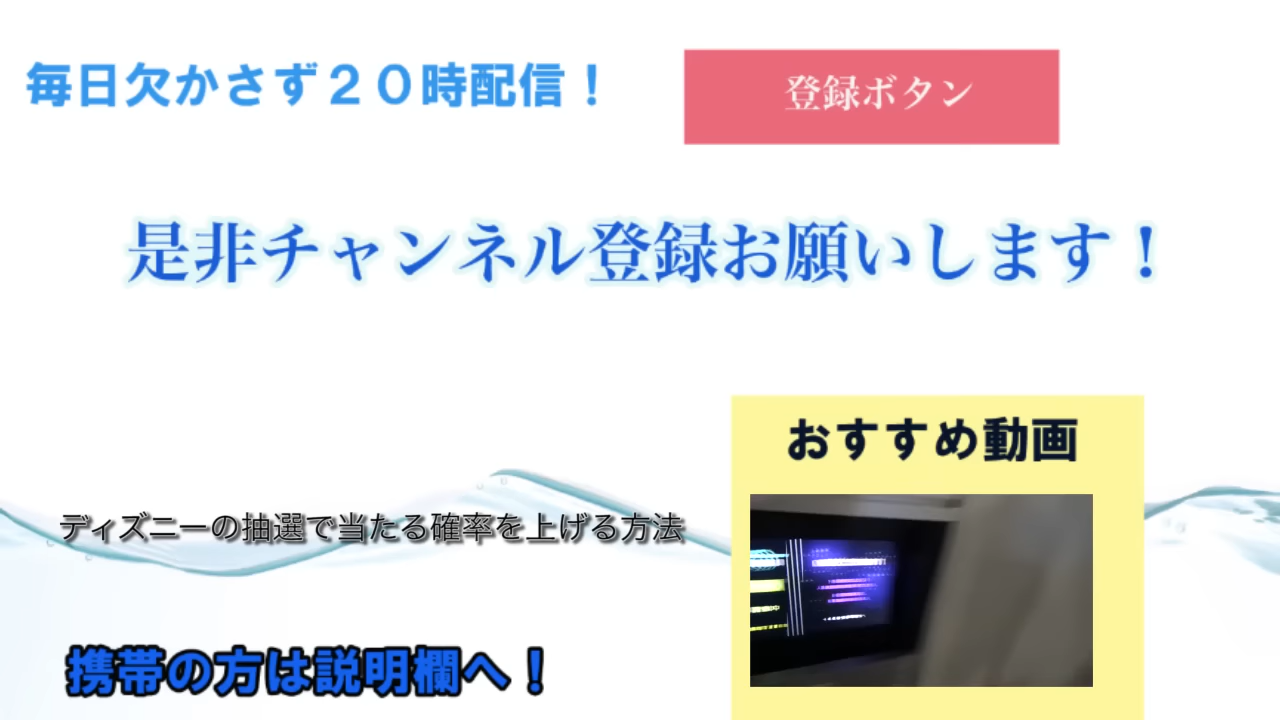 毎日欠かさず２０時配信！
登録ボタン
是非チャンネル登録お願いします！
おすすめ動画
ディズニーの抽選で当たる確率を上げる方法
携帯の方は説明欄へ！